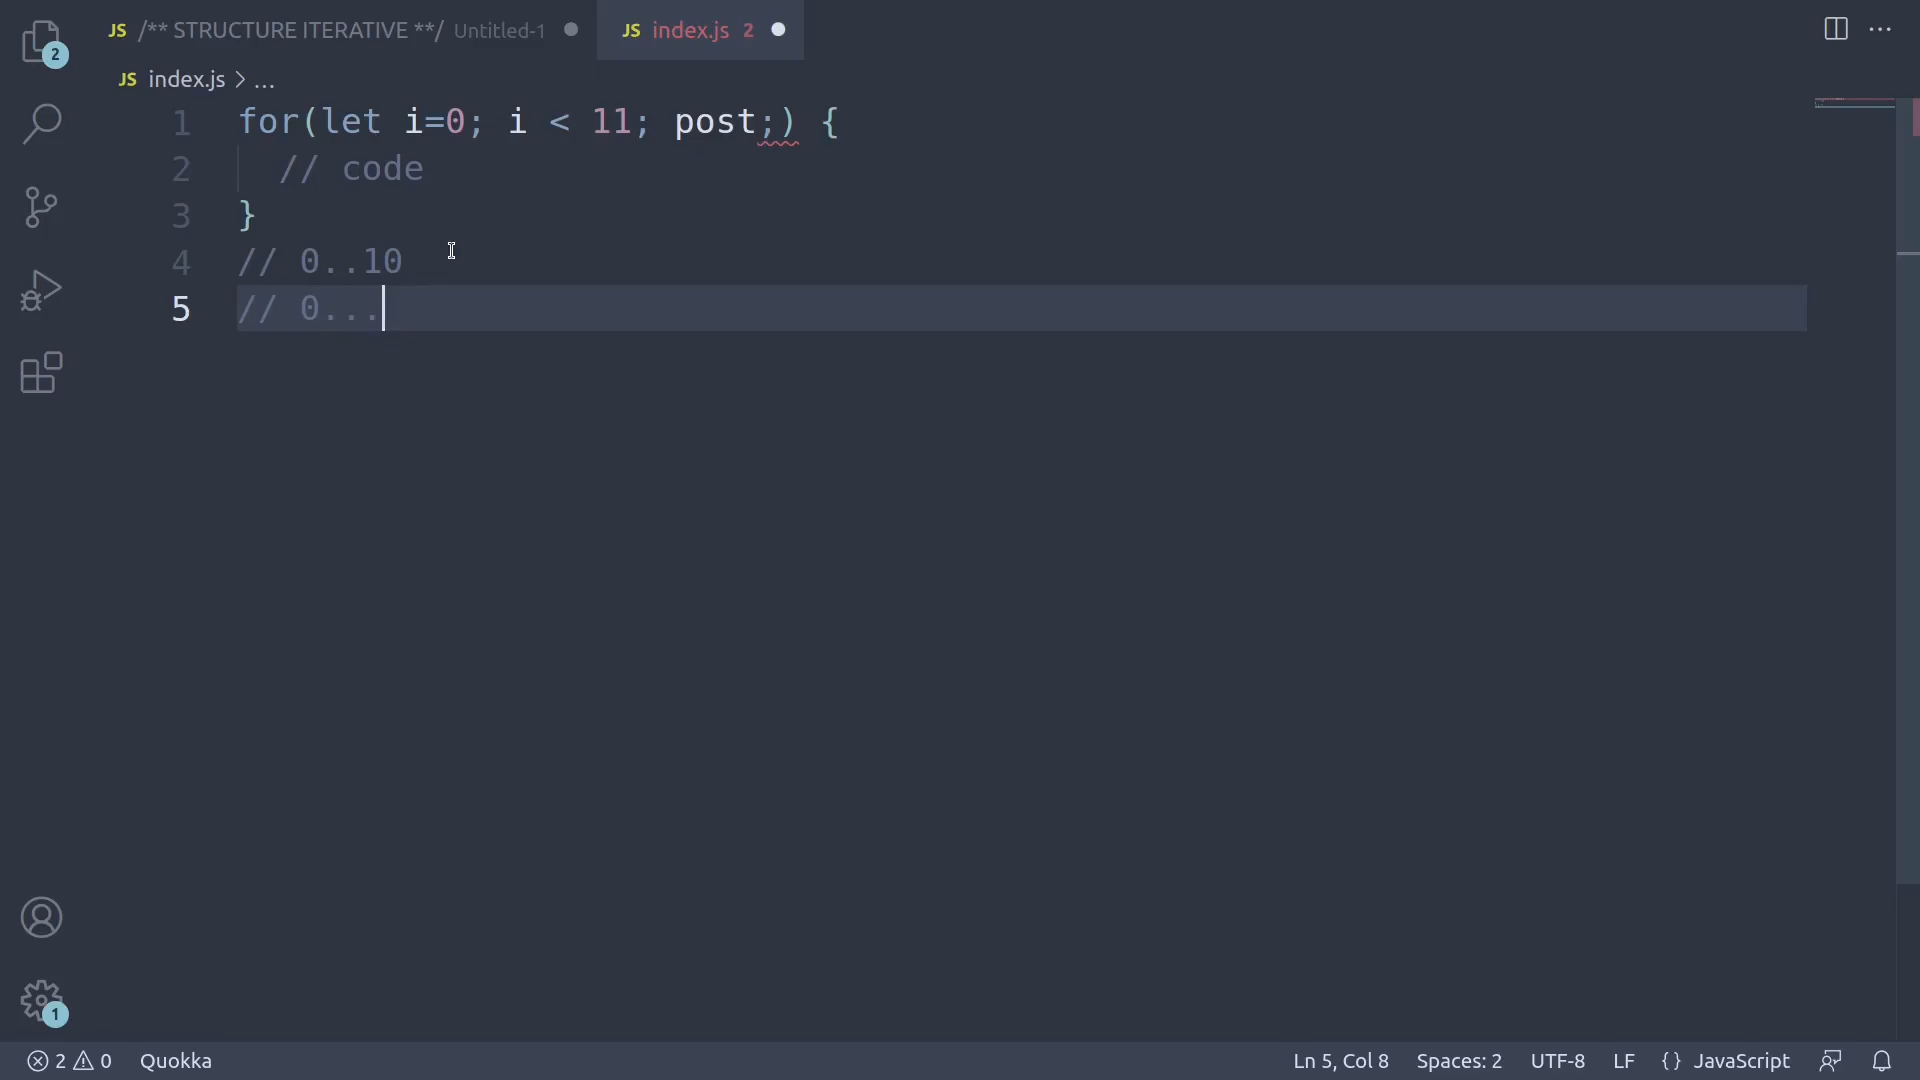 JS /** STRUCTURE ITERATIVE **/ Untitled-1
JS index.js 2
2
JS index.js > ...
1 for(let i=0; i < 11; post;) {
2 // code
3 }
4 // 0..10
5 // 0...
1
2 0 Quokka
Ln 5, Col 8 Spaces: 2 UTF-8 LF {} JavaScript